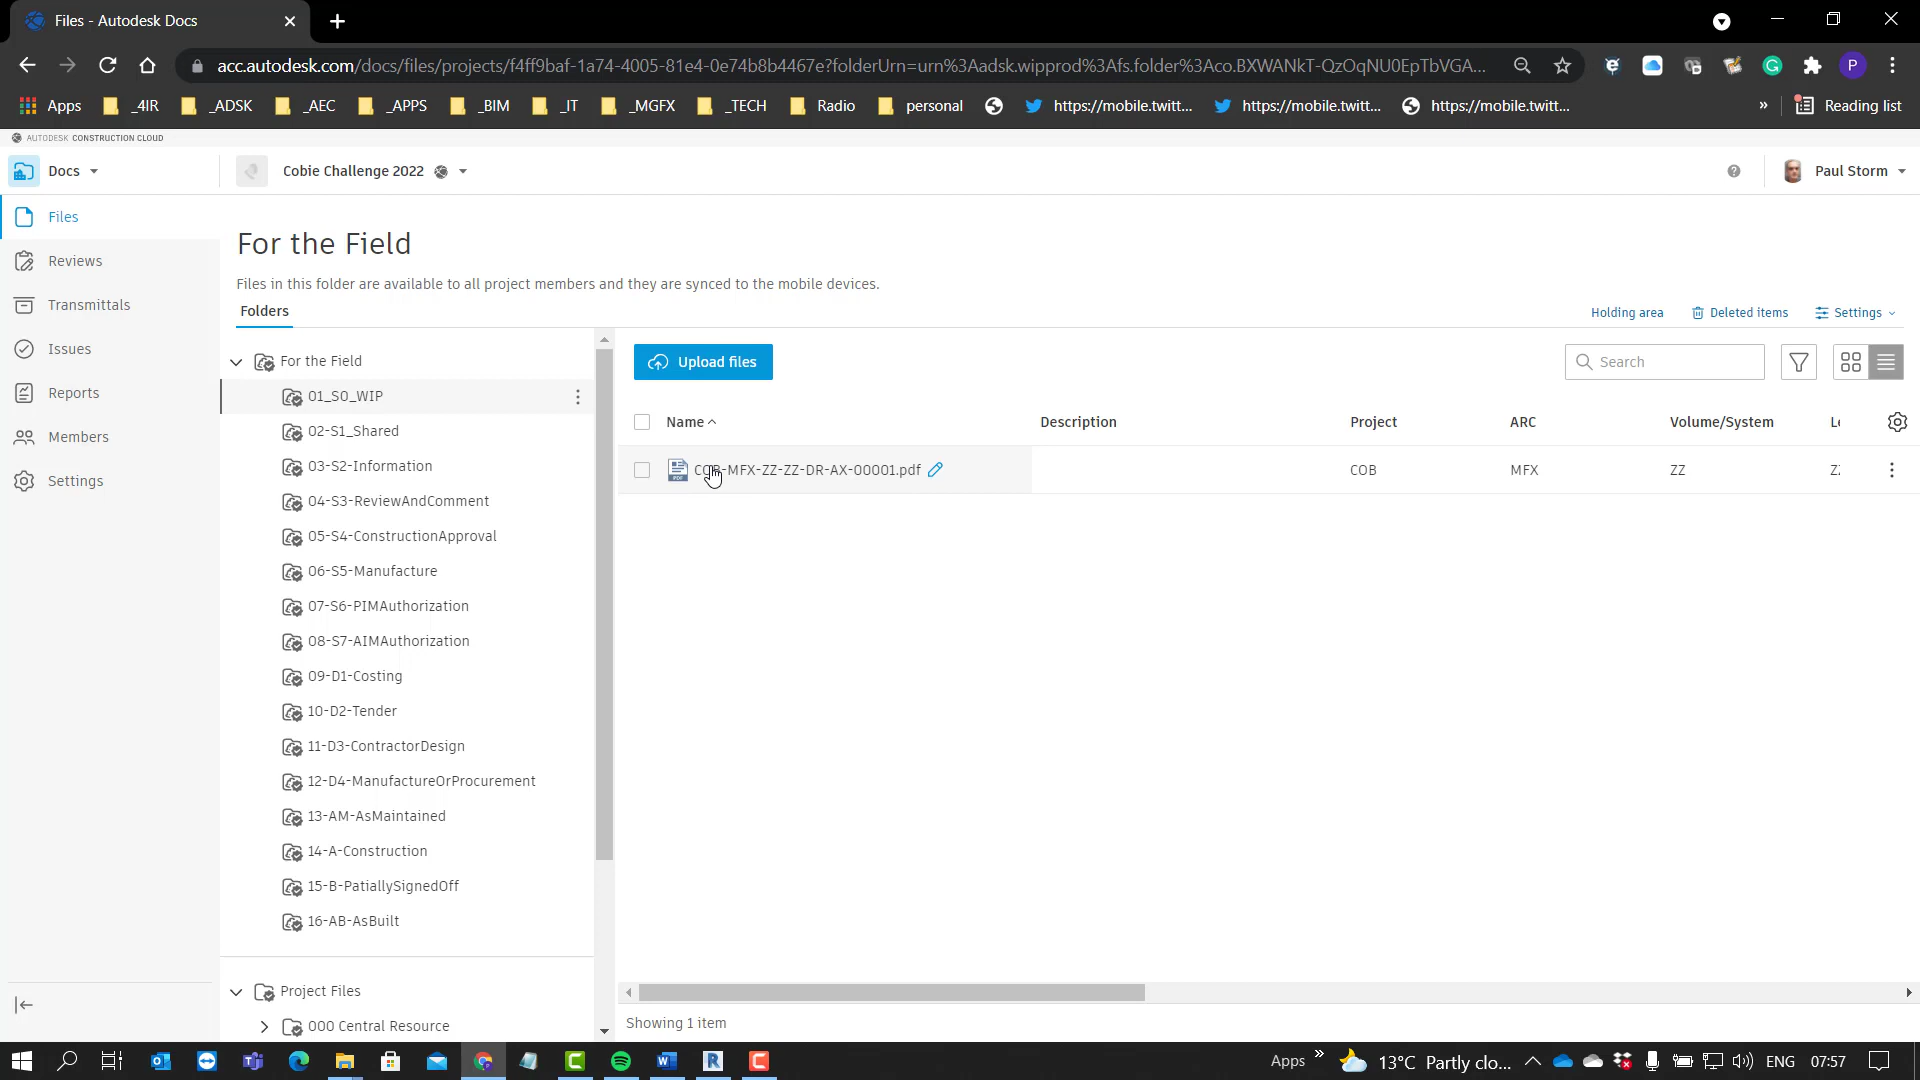 Files - Autodesk Docs
acc.autodesk.com/docs/files/projects/f4ff9baf-1a74-4005-81e4-0e74b8b4467e?folderUrn=urn%3Aadsk.wipprod%3Afs.folder%3Aco.BXWANkT-QzOqNU0EpTbVGA...
P
Apps _4IR _ADSK _AEC _APPS _BIM _IT _MGFX _TECH Radio personal https://mobile.twitt... https://mobile.twitt... https://mobile.twitt... » Reading list
AUTODESK CONSTRUCTION CLOUD
Docs Cobie Challenge 2022 Paul Storm
Files
Reviews
Transmittals
Issues
Reports
Members
Settings
For the Field
Files in this folder are available to all project members and they are synced to the mobile devices.
Folders Holding area Deleted items Settings
For the Field
01_S0_WIP
02-S1_Shared
03-S2-Information
04-S3-ReviewAndComment
05-S4-ConstructionApproval
06-S5-Manufacture
07-S6-PIMAuthorization
08-S7-AIMAuthorization
09-D1-Costing
10-D2-Tender
11-D3-ContractorDesign
12-D4-ManufactureOrProcurement
13-AM-AsMaintained
14-A-Construction
15-B-PatiallySignedOff
16-AB-AsBuilt
Project Files
000 Central Resource
Upload files Search
Name Description Project ARC Volume/System Le
PDF COB-MFX-ZZ-ZZ-DR-AX-00001.pdf COB MFX ZZ ZZ
Showing 1 item
Apps » 13°C Partly clo... ENG 07:57